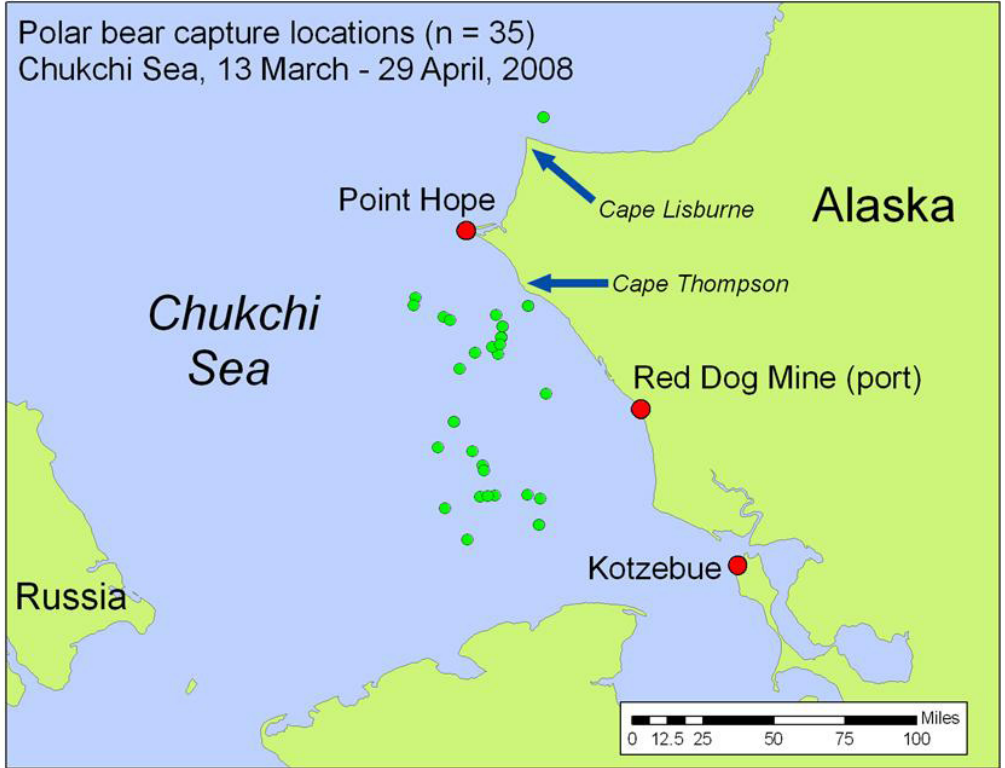 Polar bear capture locations (n = 35)
Chukchi Sea, 13 March - 29 April, 2008
Point Hope
Cape Lisburne
Alaska
Cape Thompson
Chukchi
Sea
Red Dog Mine (port)
Kotzebue
Russia
Miles
0 12.5 25 50 75 100